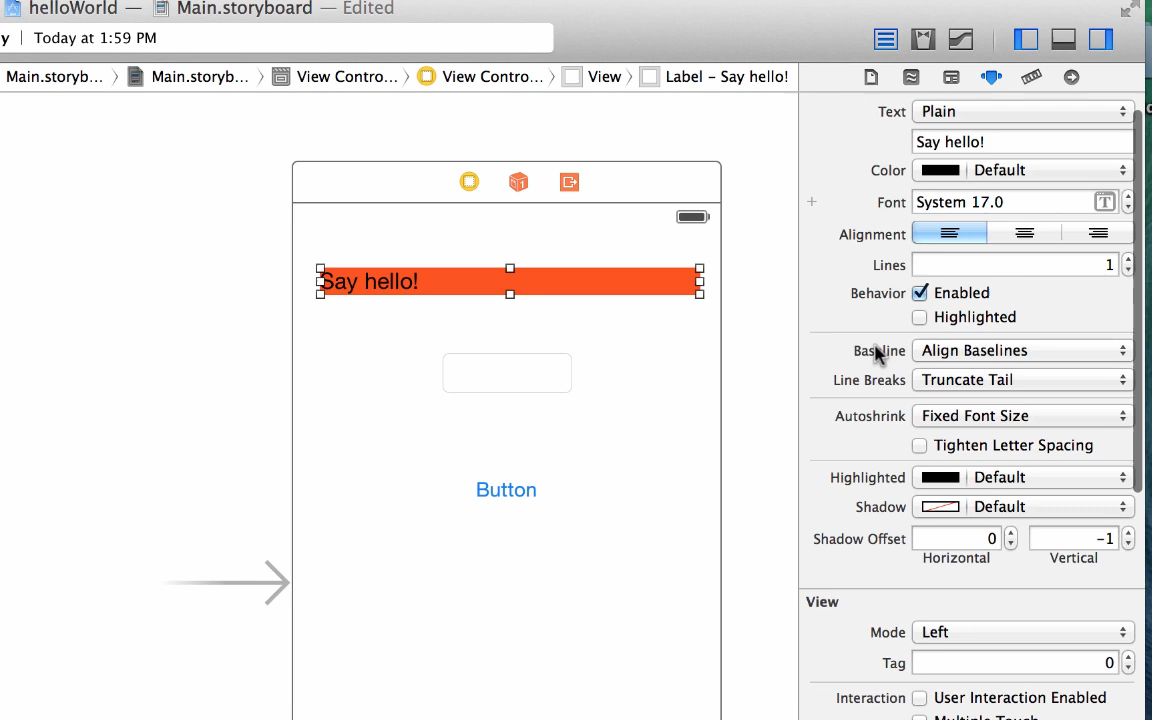 helloWorld — Main.storyboard — Edited
y | Today at 1:59 PM
Main.storyb... Main.storyb... View Contro... View Contro... View Label - Say hello!
Text Plain
Say hello!
Color Default
Font System 17.0 T
Alignment
Lines 1
Behavior Enabled
Highlighted
Baseline Align Baselines
Line Breaks Truncate Tail
Autoshrink Fixed Font Size
Tighten Letter Spacing
Highlighted Default
Shadow Default
Shadow Offset 0 -1
Horizontal Vertical
View
Mode Left
Tag 0
Interaction User Interaction Enabled
Multiple Touch
Say hello!
Button